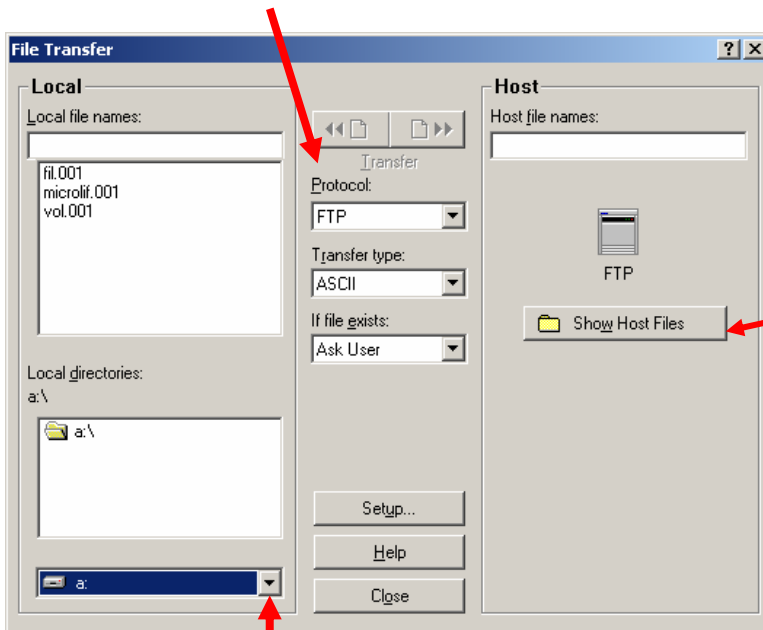 File Transfer
Local
Local file names:
fil.001
microlif.001
vol.001
Local directories:
a:\
a:\
a:
Transfer
Protocol:
FTP
Transfer type:
ASCII
If file exists:
Ask User
Setup...
Help
Close
Host
Host file names:
FTP
Show Host Files